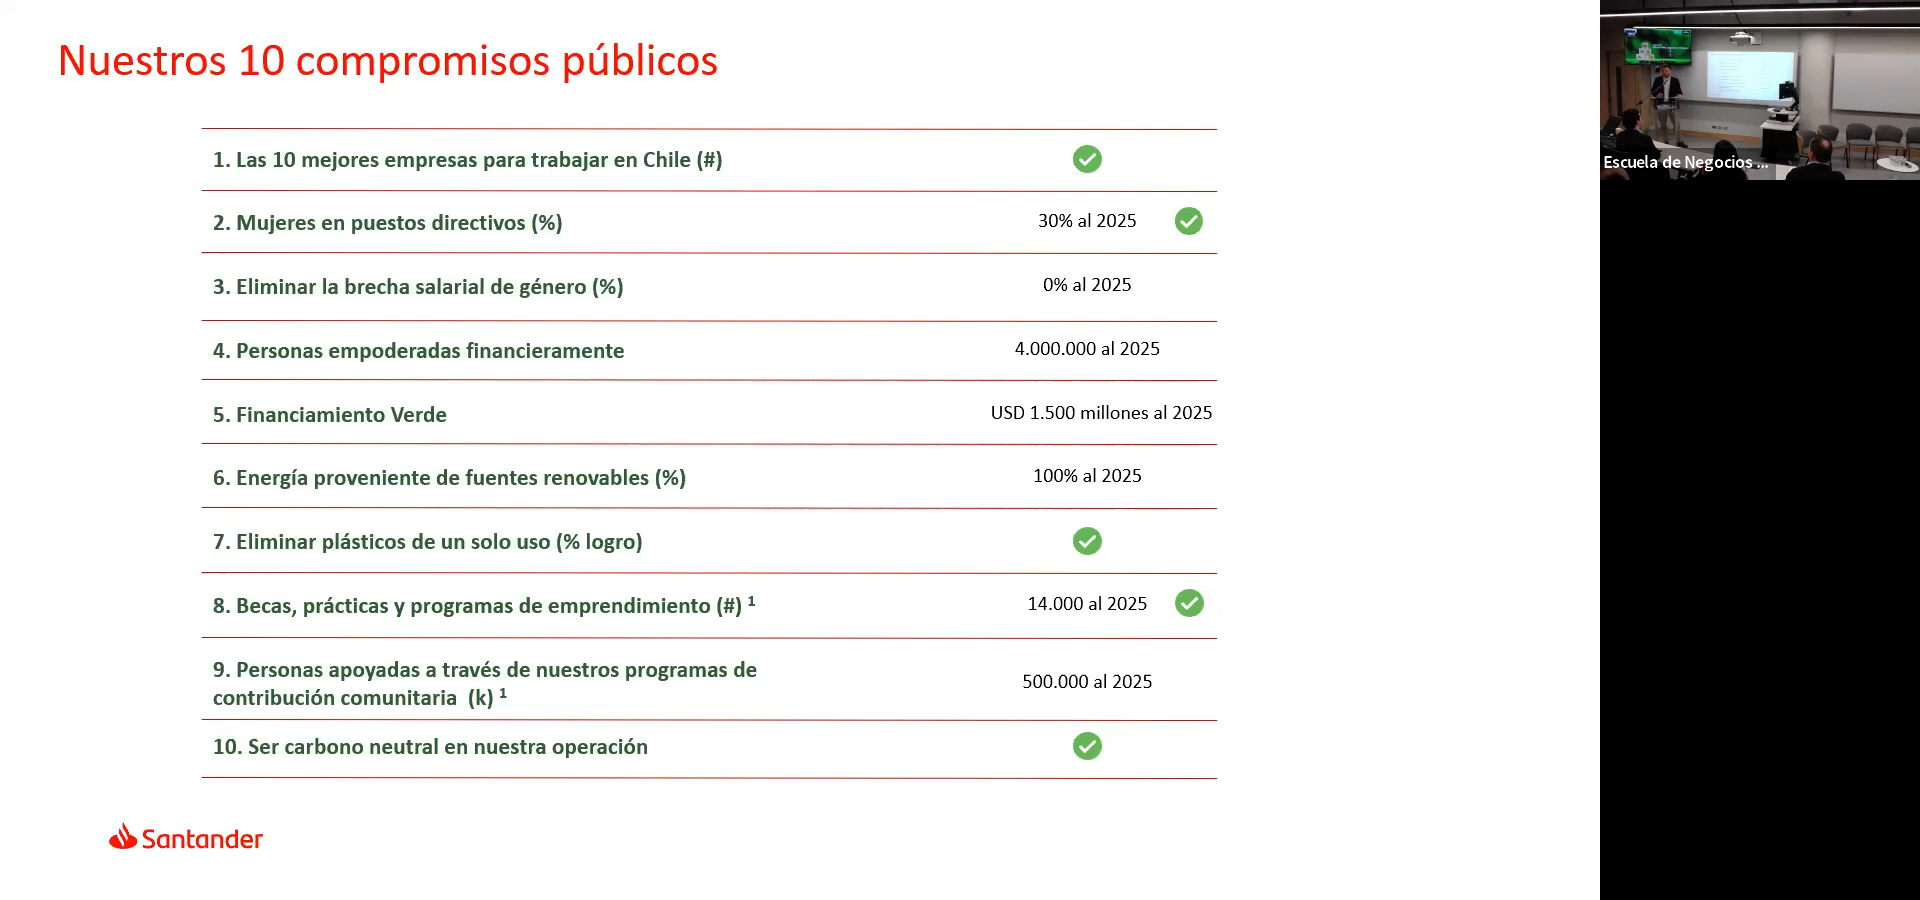 Nuestros 10 compromisos públicos
1. Las 10 mejores empresas para trabajar en Chile (#)
2. Mujeres en puestos directivos (%)
30% al 2025
3. Eliminar la brecha salarial de género (%)
0% al 2025
4. Personas empoderadas financieramente
4.000.000 al 2025
5. Financiamiento Verde
USD 1.500 millones al 2025
6. Energía proveniente de fuentes renovables (%)
100% al 2025
7. Eliminar plásticos de un solo uso (% logro)
8. Becas, prácticas y programas de emprendimiento (#) ¹
14.000 al 2025
9. Personas apoyadas a través de nuestros programas de
contribución comunitaria (k) ¹
500.000 al 2025
10. Ser carbono neutral en nuestra operación
Santander
Escuela de Negocios ...